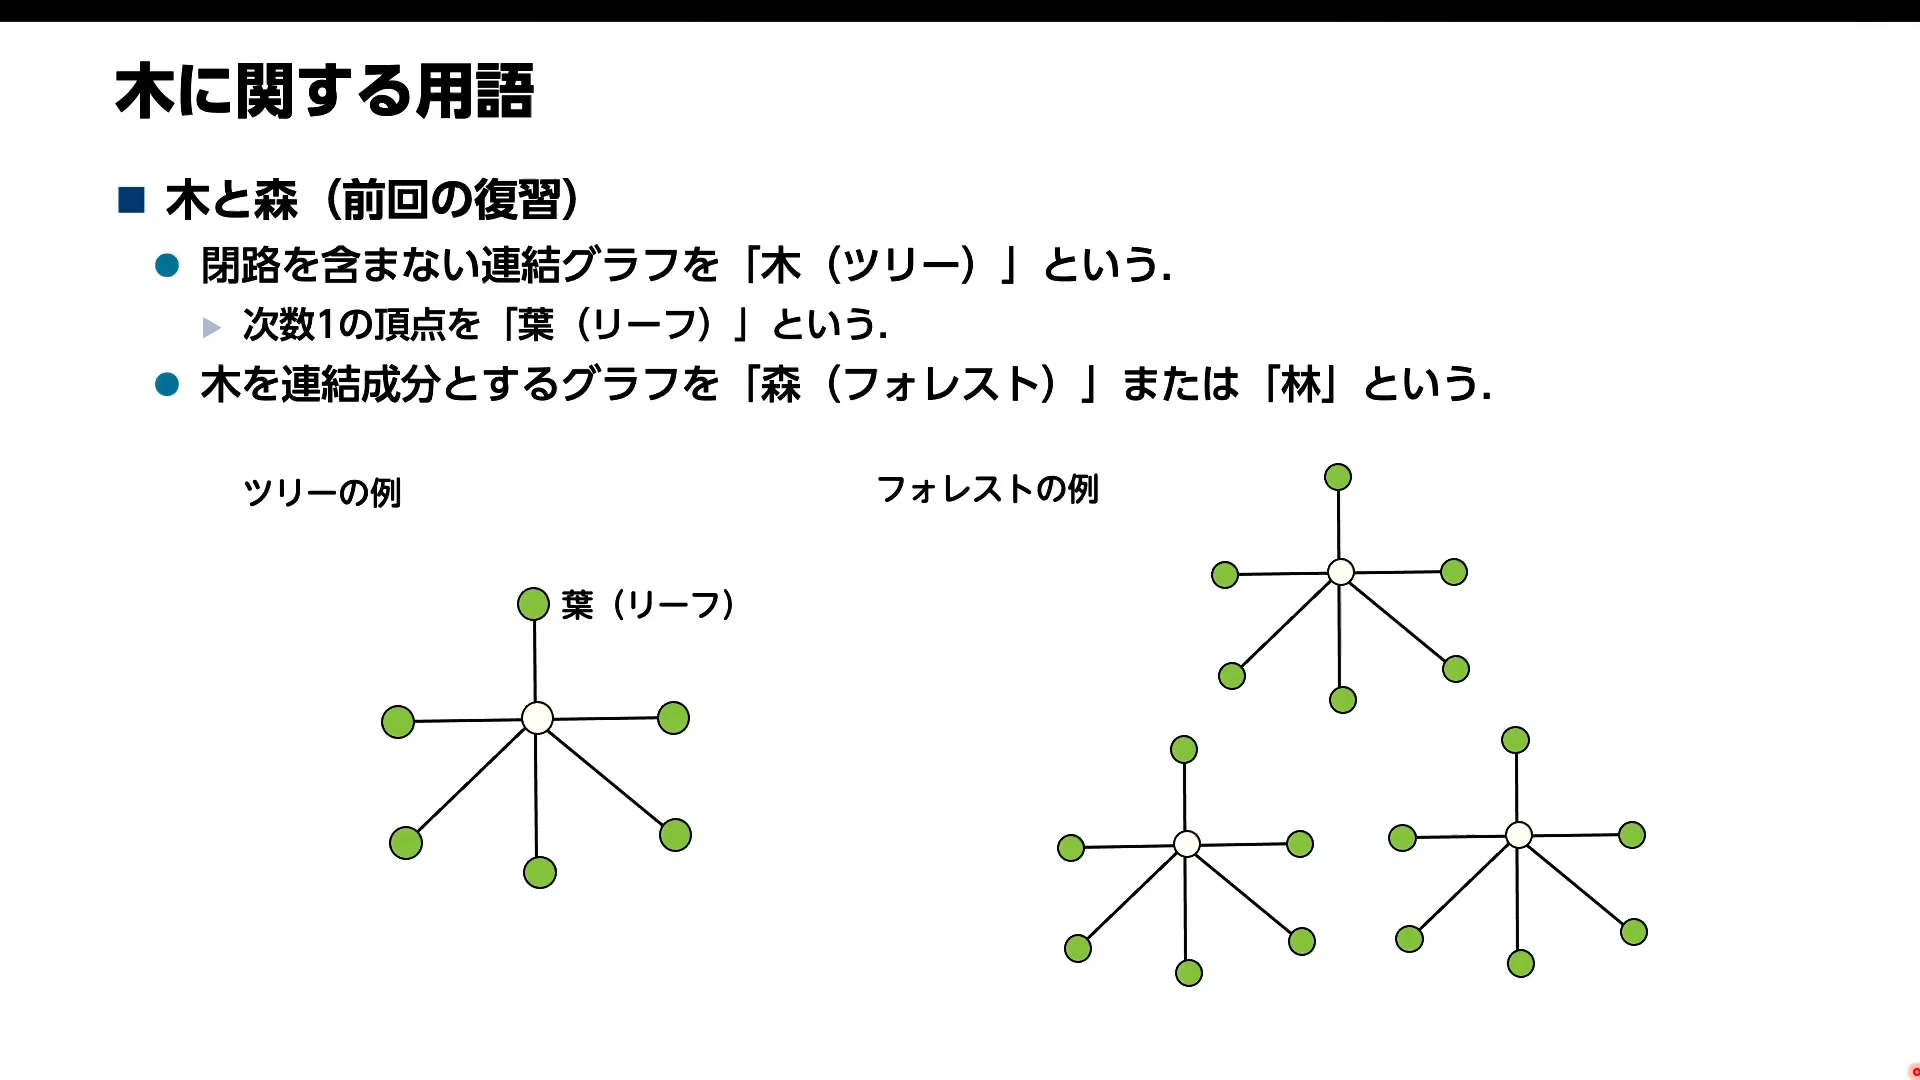 木に関する用語
木と森（前回の復習）
閉路を含まない連結グラフを「木（ツリー）」という．
次数1の頂点を「葉（リーフ）」という．
木を連結成分とするグラフを「森（フォレスト）」または「林」という．
ツリーの例
フォレストの例
葉（リーフ）